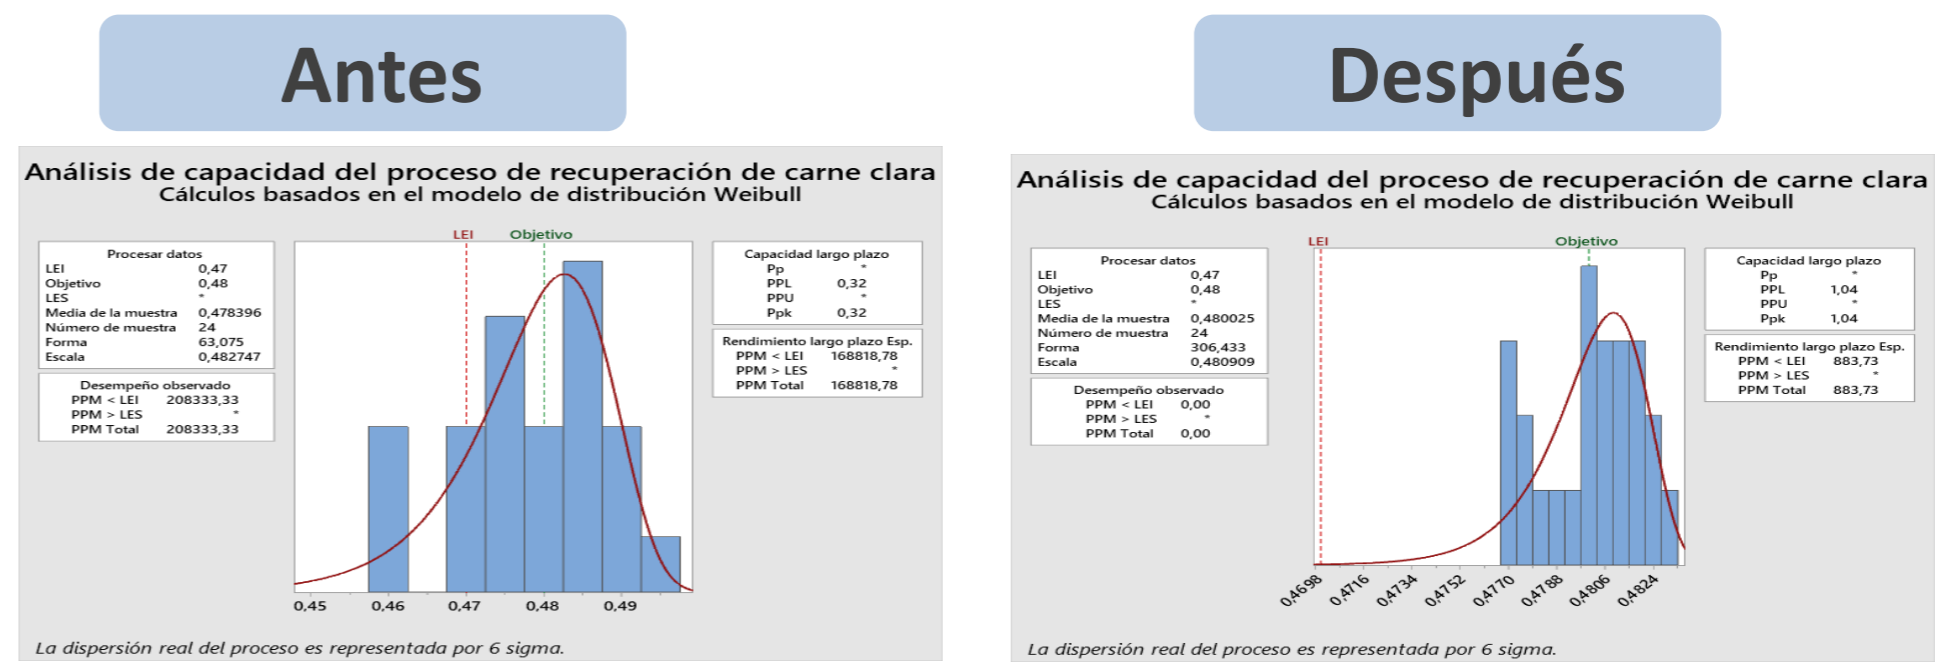 Antes
Análisis de capacidad del proceso de recuperación de carne clara
Cálculos basados en el modelo de distribución Weibull
LEI
Objetivo
Procesar datos
LEI 0,47
Objetivo 0,48
LES *
Media de la muestra 0,478396
Número de muestra 24
Forma 63,075
Escala 0,482747
Desempeño observado
PPM < LEI 208333,33
PPM > LES *
PPM Total 208333,33
Capacidad largo plazo
Pp *
PPL 0,32
PPU *
Ppk 0,32
Rendimiento largo plazo Esp.
PPM < LEI 168818,78
PPM > LES *
PPM Total 168818,78
0,45 0,46 0,47 0,48 0,49
La dispersión real del proceso es representada por 6 sigma.
Después
Análisis de capacidad del proceso de recuperación de carne clara
Cálculos basados en el modelo de distribución Weibull
LEI
Objetivo
Procesar datos
LEI 0,47
Objetivo 0,48
LES *
Media de la muestra 0,480025
Número de muestra 24
Forma 306,433
Escala 0,480909
Desempeño observado
PPM < LEI 0,00
PPM > LES *
PPM Total 0,00
Capacidad largo plazo
Pp *
PPL 1,04
PPU *
Ppk 1,04
Rendimiento largo plazo Esp.
PPM < LEI 883,73
PPM > LES *
PPM Total 883,73
0,4698 0,4716 0,4734 0,4752 0,4770 0,4788 0,4806 0,4824
La dispersión real del proceso es representada por 6 sigma.